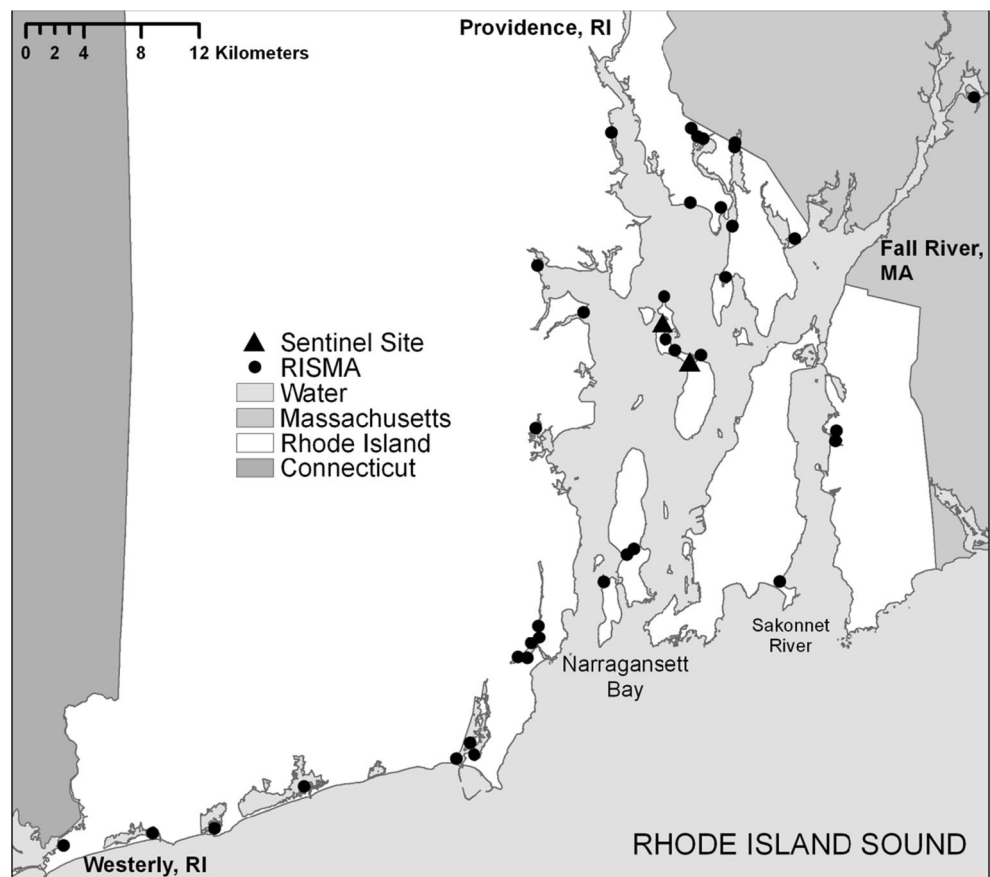 Providence, RI
0 2 4 8 12 Kilometers
Fall River,
MA
Sentinel Site
RISMA
Water
Massachusetts
Rhode Island
Connecticut
Sakonnet
River
Narragansett
Bay
RHODE ISLAND SOUND
Westerly, RI